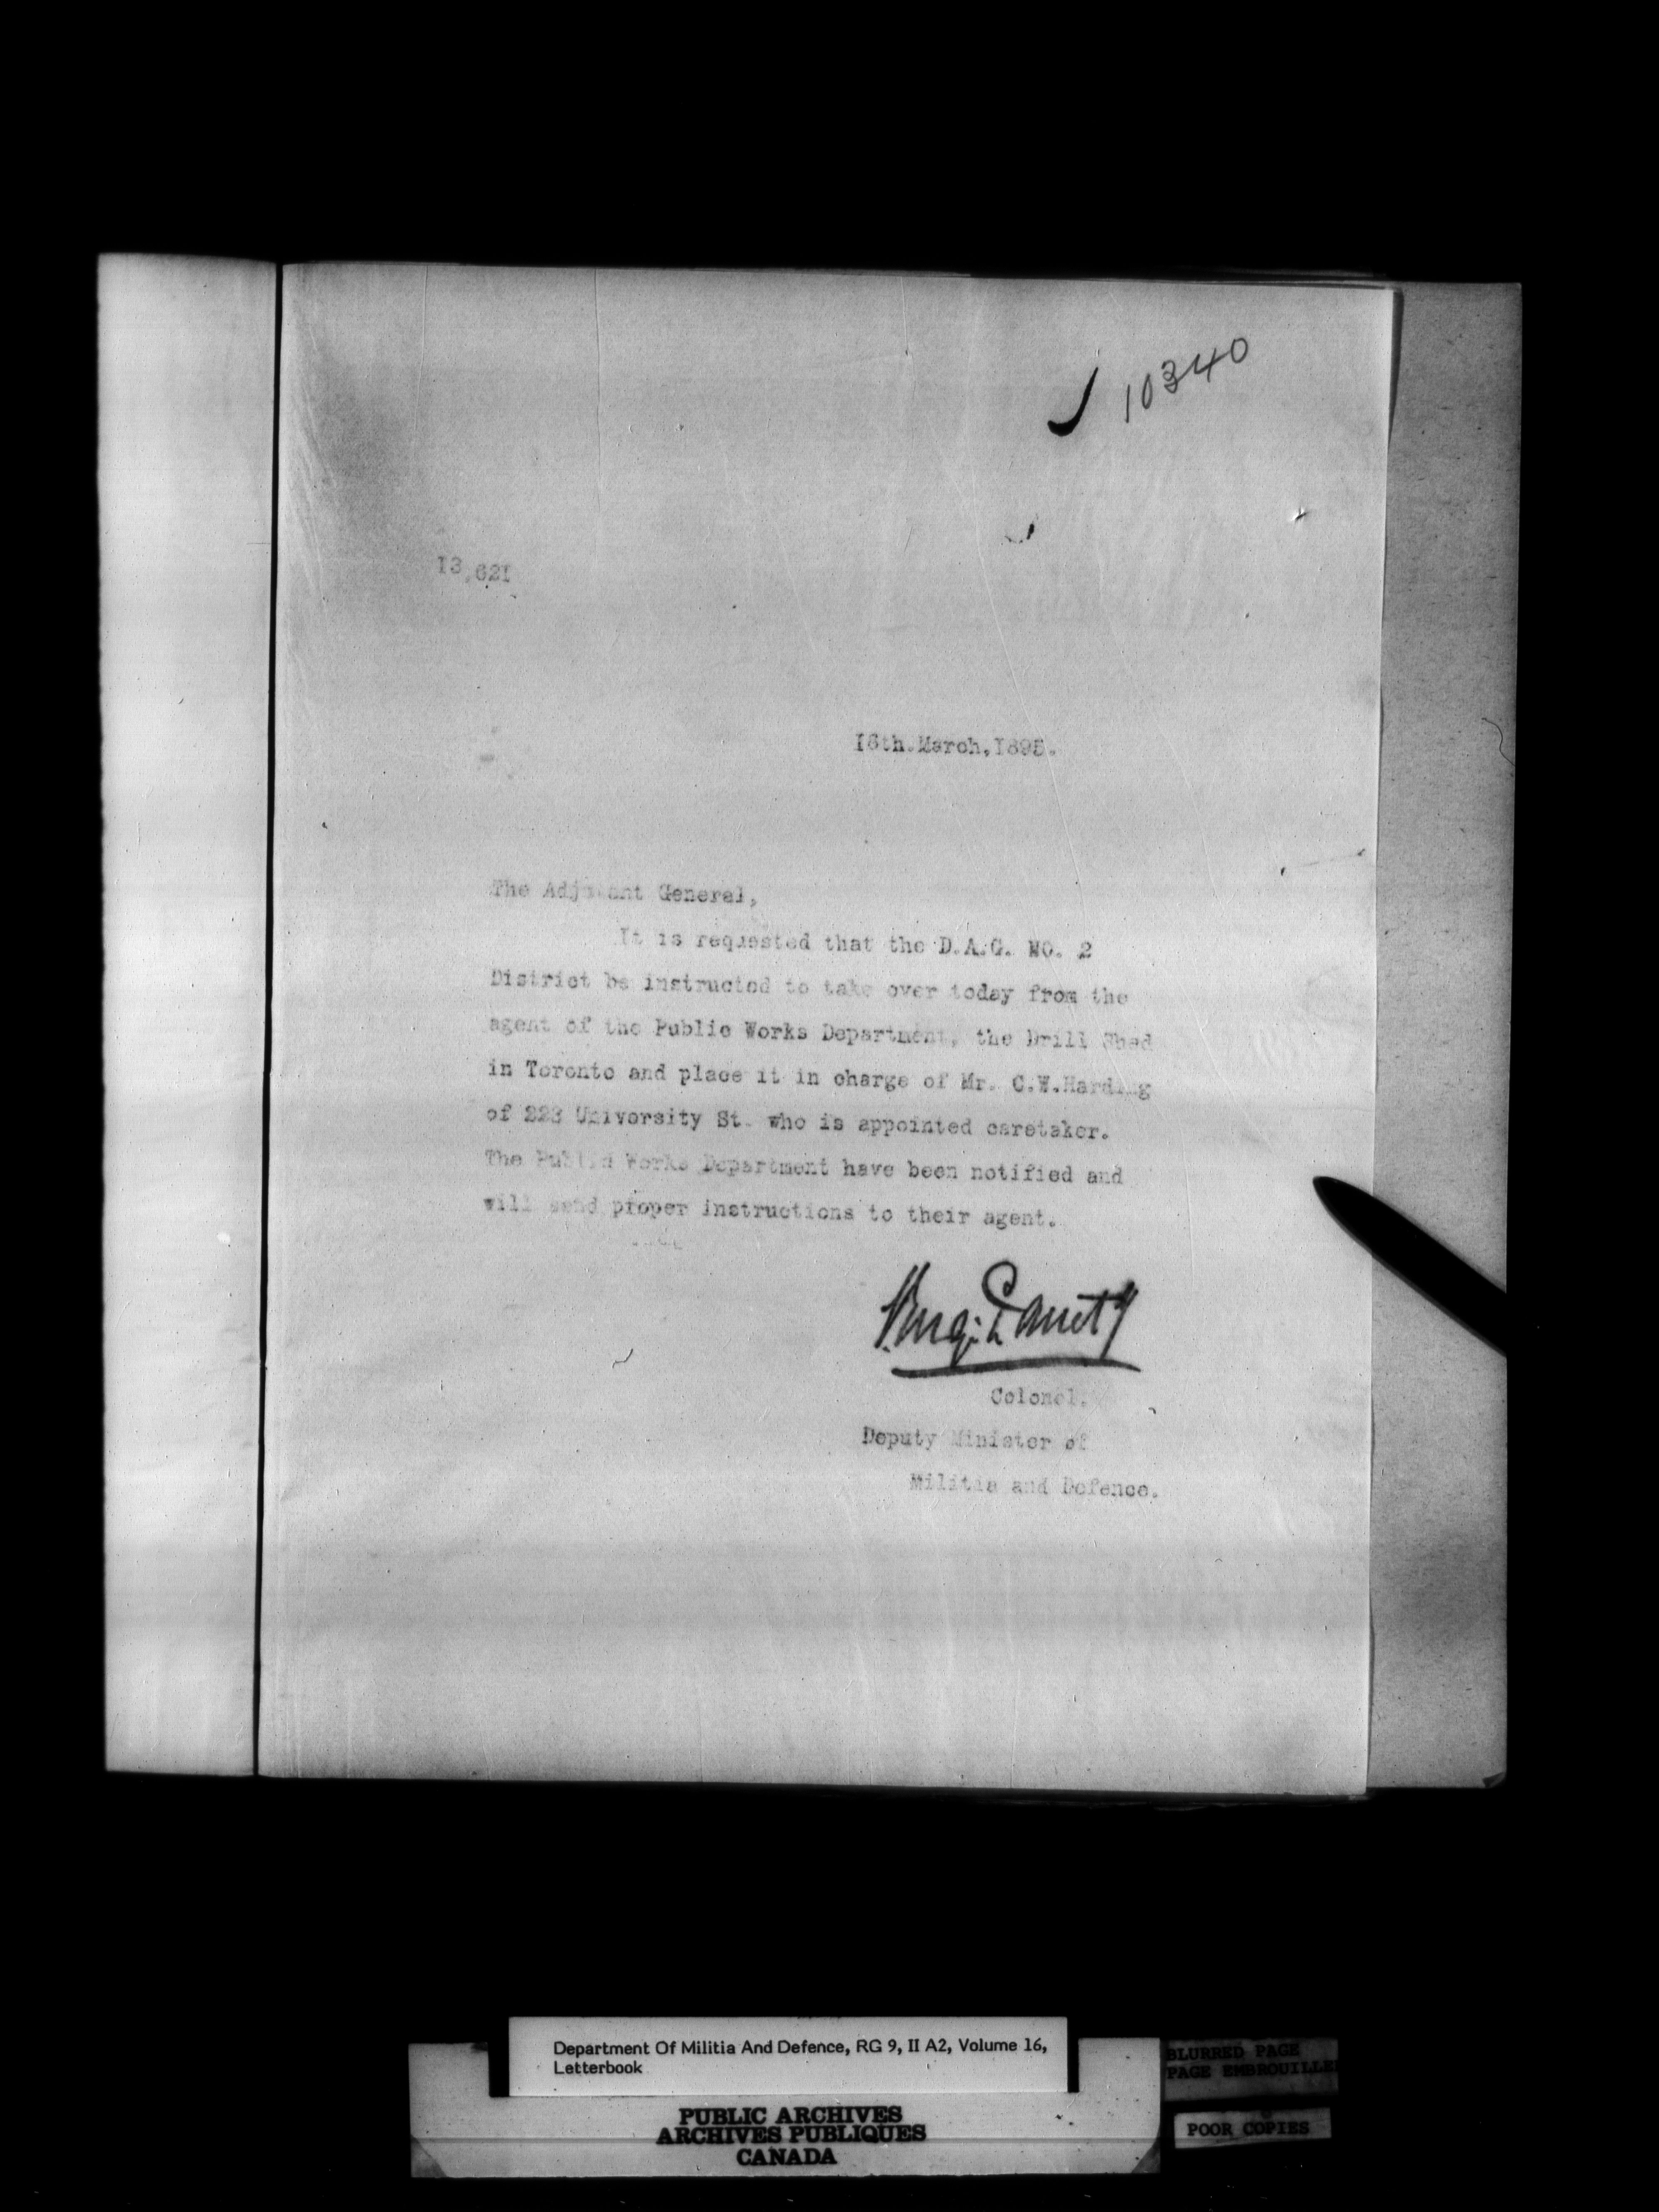 10340
I3,62I
I6th.March,I895.
The Adjutant General,
It is requested that the D.A.G. NO. 2
District be instructed to take over today from the
agent of the Public Works Department, the Drill Shed
in Toronto and place it in charge of Mr. C.W.Harding
of 223 University St. who is appointed caretaker.
The Public Works Department have been notified and
will send proper instructions to their agent.
Colonel.
Deputy Minister of
Militia and Defence.
Department Of Militia And Defence, RG 9, II A2, Volume 16,
Letterbook
PUBLIC ARCHIVES
ARCHIVES PUBLIQUES
CANADA
BLURRED PAGE
PAGE EMBROUILLE
POOR COPIES